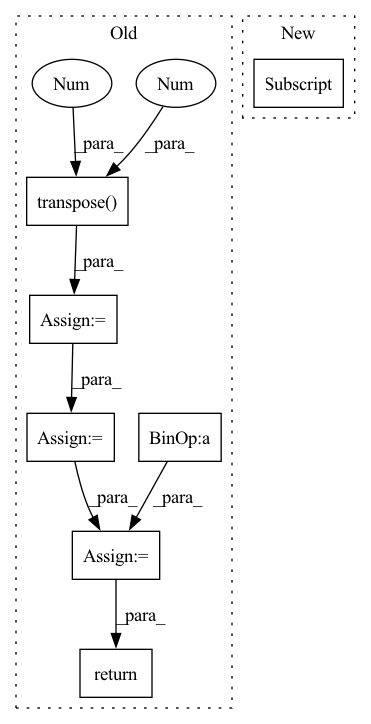 Old
New
Num
Num
Subscript
_para_
_para_
transpose()
_para_
Assign:=
_para_
Assign:=
BinOp:a
_para_
_para_
Assign:=
_para_
return